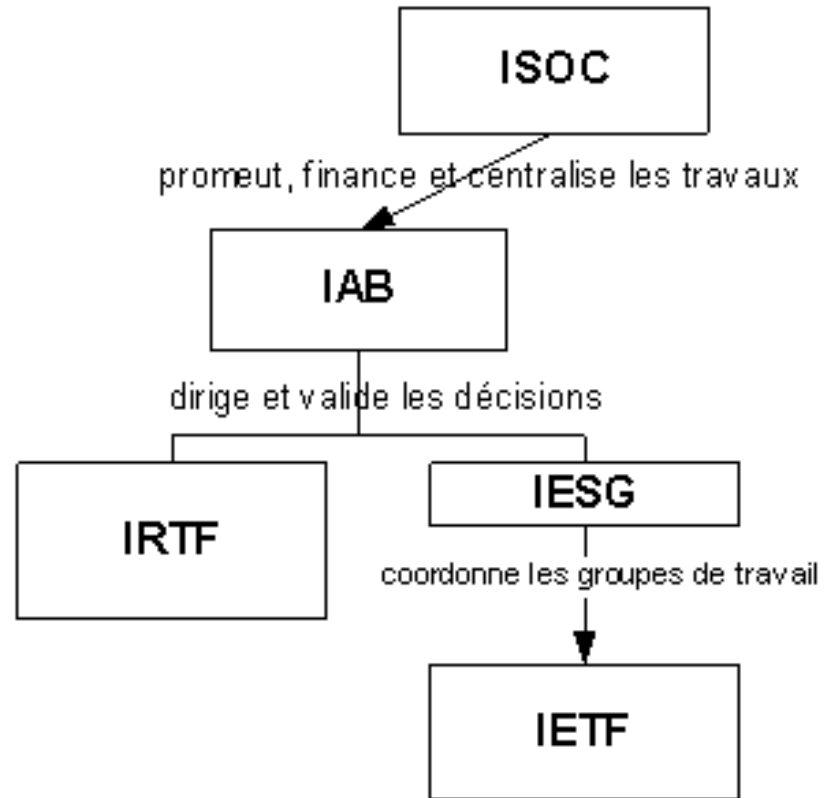 ISOC
promeut, finance et centralise les travaux
IAB
dirige et valide les décisions
IRTF
IESG
coordonne les groupes de travail
IETF